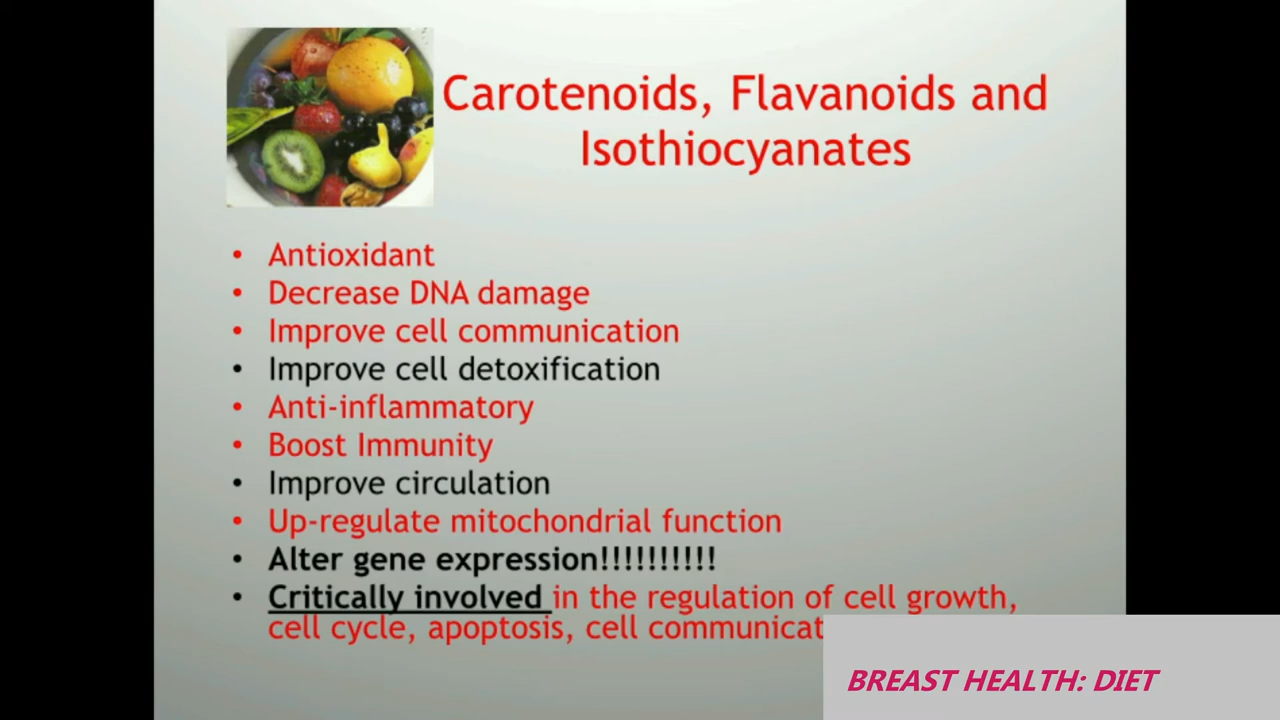 Carotenoids, Flavanoids and
Isothiocyanates
• Antioxidant
• Decrease DNA damage
• Improve cell communication
• Improve cell detoxification
• Anti-inflammatory
• Boost Immunity
• Improve circulation
• Up-regulate mitochondrial function
• Alter gene expression!!!!!!!!!!
• Critically involved in the regulation of cell growth,
cell cycle, apoptosis, cell
BREAST HEALTH: DIET